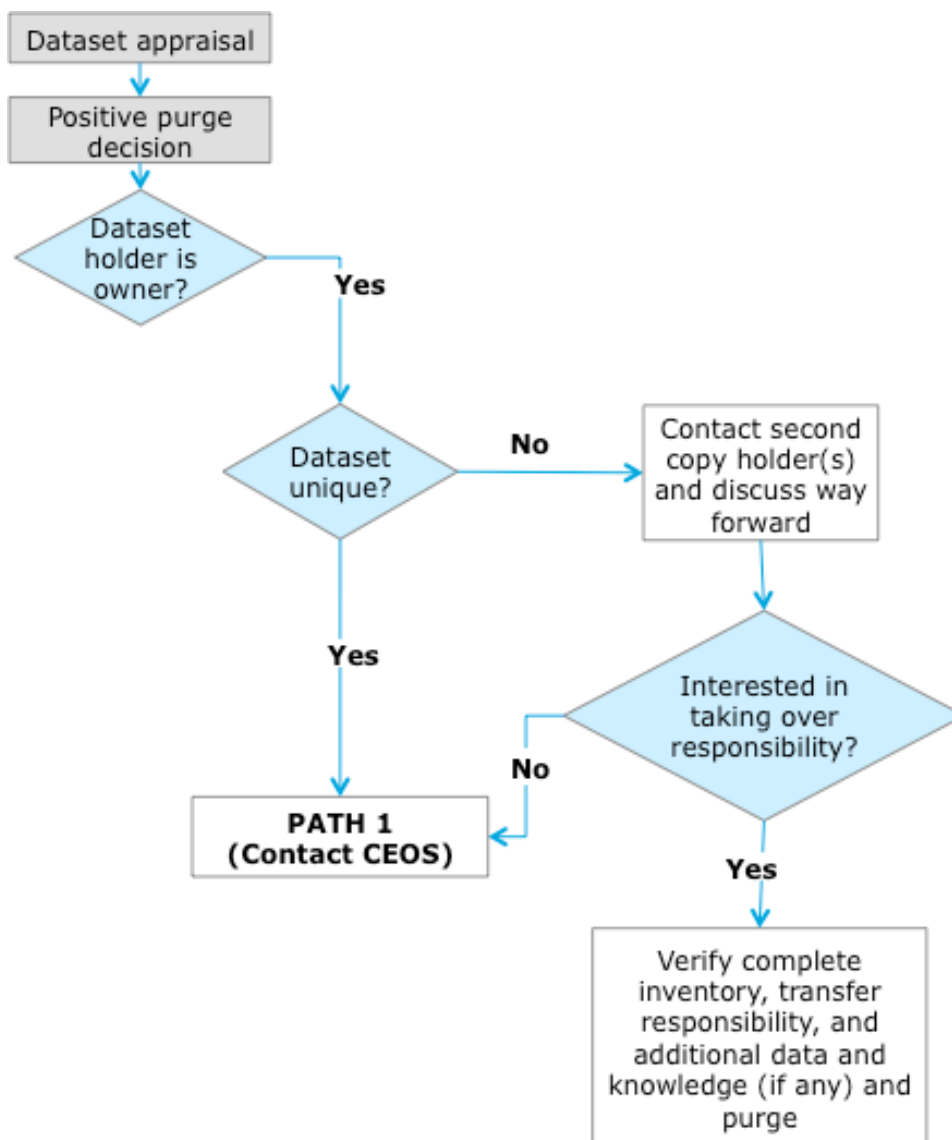 Dataset appraisal
Positive purge
decision
Dataset
holder is
owner?
Yes
Dataset
unique?
No
Contact second
copy holder(s)
and discuss way
forward
Yes
Interested in
taking over
responsibility?
No
PATH 1
(Contact CEOS)
Yes
Verify complete
inventory, transfer
responsibility, and
additional data and
knowledge (if any) and
purge